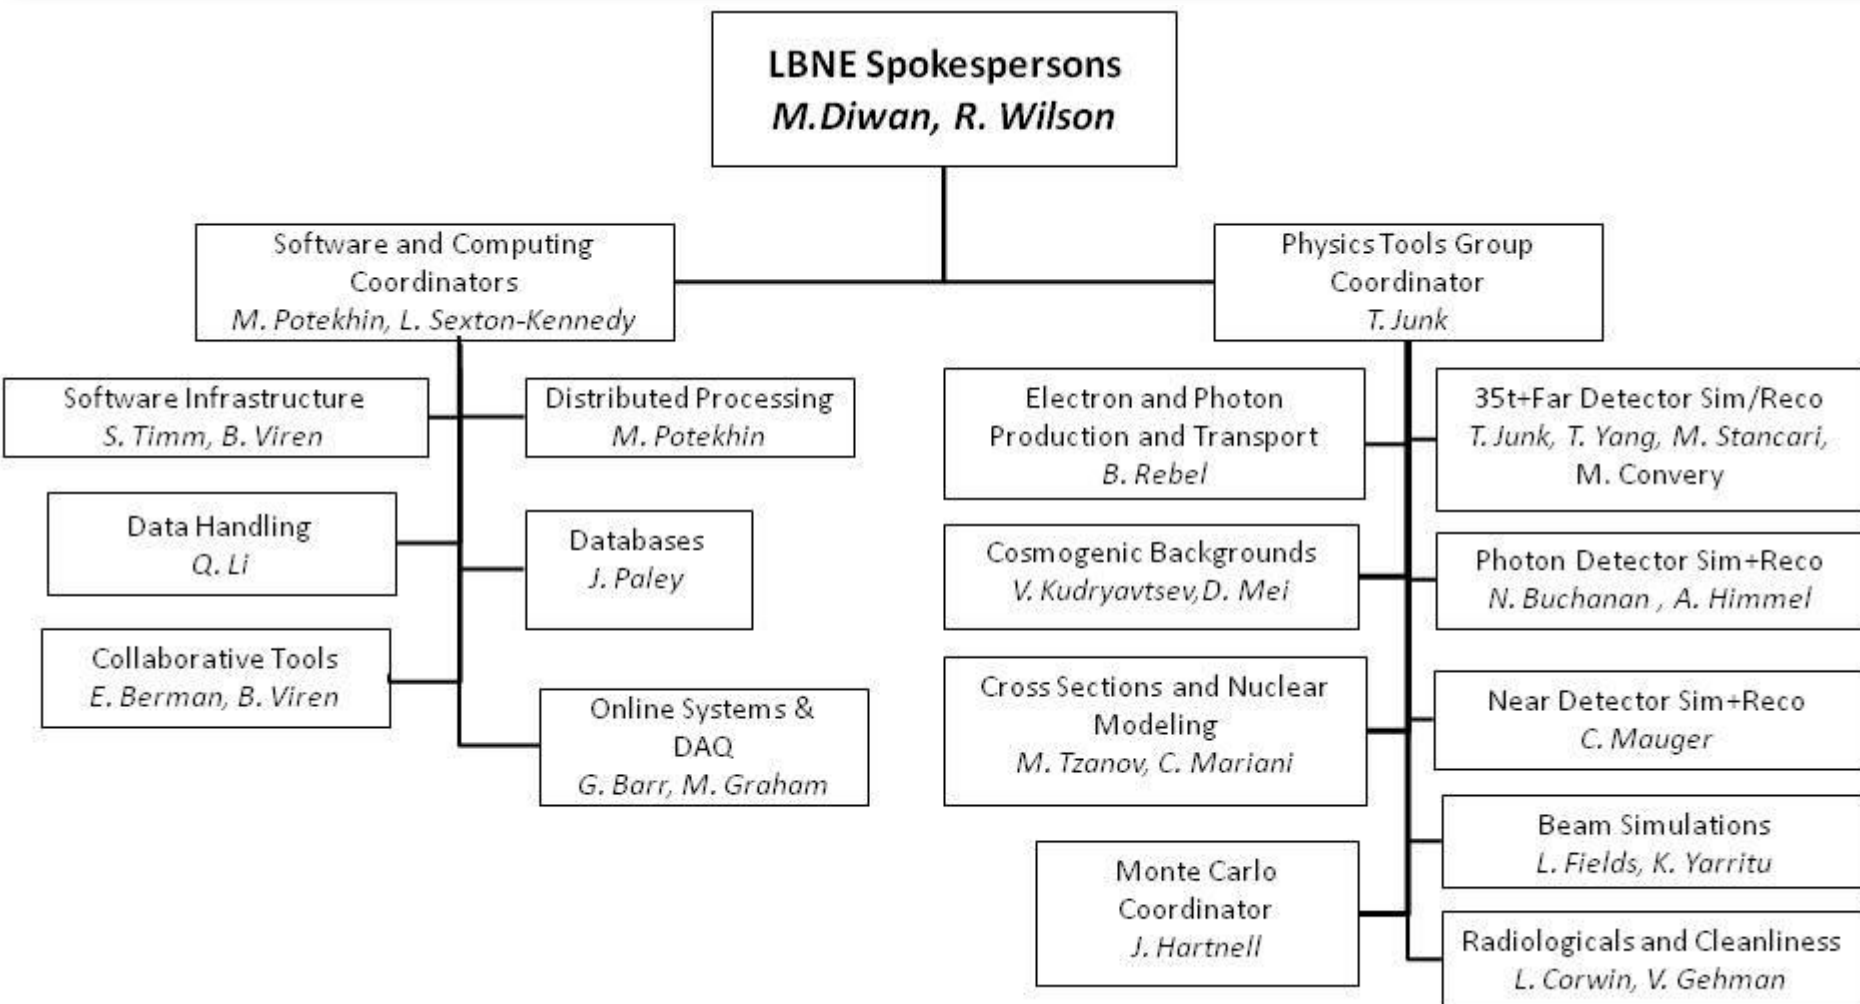 LBNE Spokespersons
M.Diwan, R. Wilson
Software and Computing
Coordinators
M. Potekhin, L. Sexton-Kennedy
Physics Tools Group
Coordinator
T. Junk
Software Infrastructure
S. Timm, B. Viren
Distributed Processing
M. Potekhin
Data Handling
Q. Li
Databases
J. Paley
Collaborative Tools
E. Berman, B. Viren
Online Systems &
DAQ
G. Barr, M. Graham
Electron and Photon
Production and Transport
B. Rebel
35t+Far Detector Sim/Reco
T. Junk, T. Yang, M. Stancari,
M. Convery
Cosmogenic Backgrounds
V. Kudryavtsev,D. Mei
Photon Detector Sim+Reco
N. Buchanan , A. Himmel
Cross Sections and Nuclear
Modeling
M. Tzanov, C. Mariani
Near Detector Sim+Reco
C. Mauger
Monte Carlo
Coordinator
J. Hartnell
Beam Simulations
L. Fields, K. Yarritu
Radiologicals and Cleanliness
L. Corwin, V. Gehman